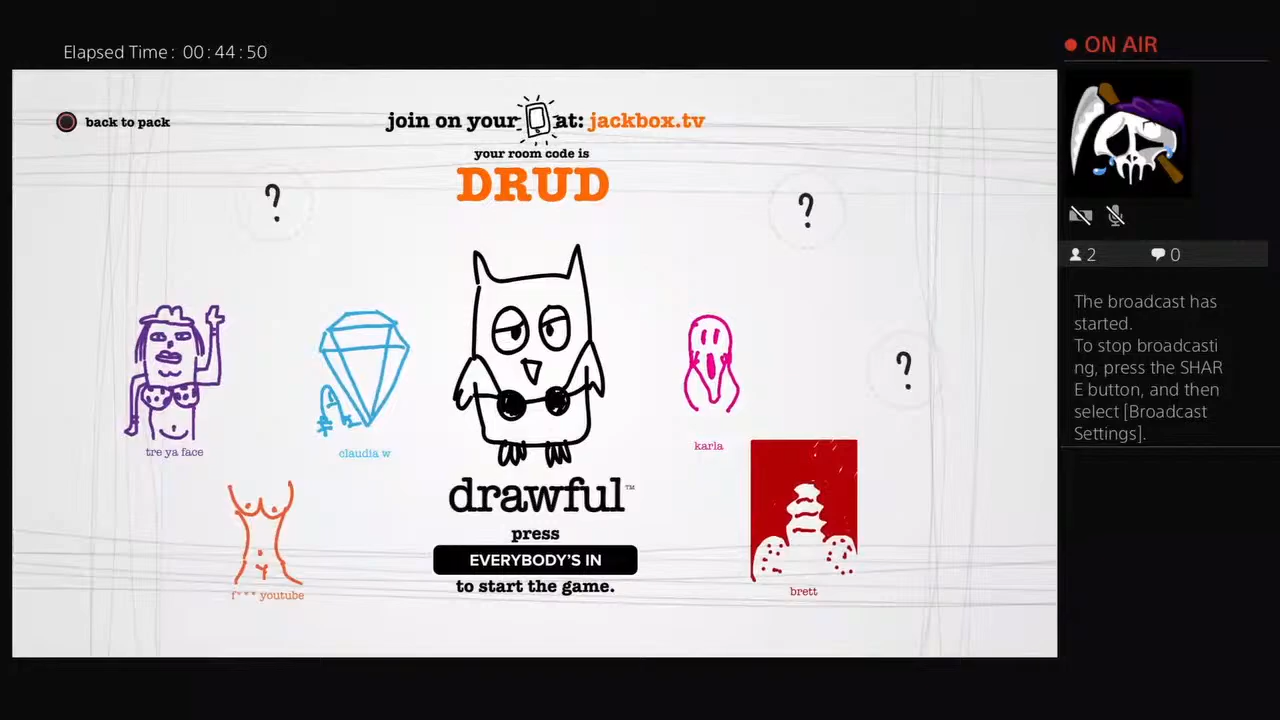 Elapsed Time: 00:44:50
ON AIR
back to pack
join on your at: jackbox.tv
your room code is
DRUD
?
?
2
0
The broadcast has
started.
To stop broadcasti
ng, press the SHAR
E button, and then
select [Broadcast
Settings].
?
tre ya face
claudia w
karla
drawful™
press
EVERYBODY'S IN
to start the game.
f*** youtube
brett